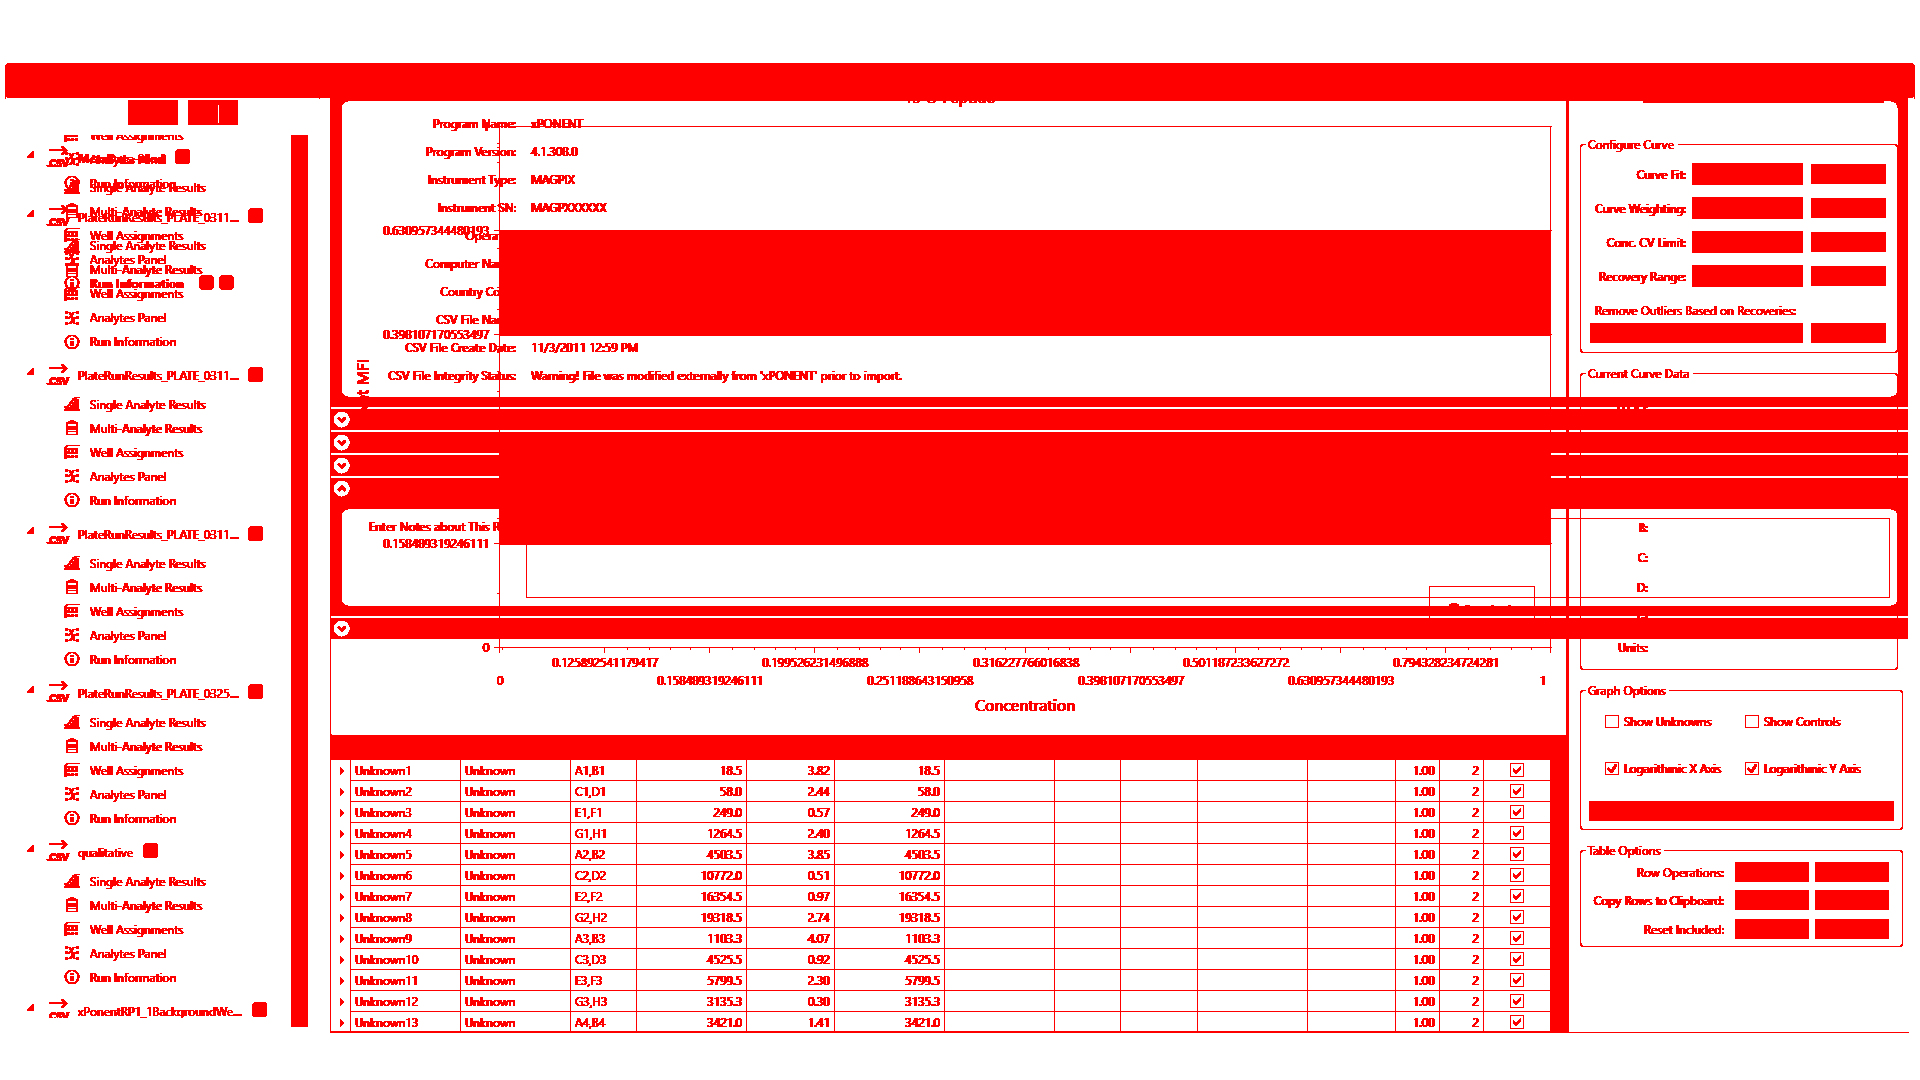 Program Name: xPONENT
Program Version: 4.1.308.0
Instrument Type: MAGPIX
Instrument SN: MAGPXXXXXX
0.630957344480193
Computer
Country
CSV File
0.398107170553497
CSV File Create Date: 11/3/2011 12:59 PM
MFI
CSV File Integrity Status: Warning! File was modified externally from 'xPONENT' prior to import.
Enter Notes about This
0.158489319246111
0
0.125892541179417 0.199526231496888 0.316227766016838 0.501187233627272 0.794328234724281
0 0.158489319246111 0.251188643150958 0.398107170553497 0.630957344480193 1
Concentration
Unknown1 Unknown A1,B1 18.5 3.82 18.5 1.00 2
Unknown2 Unknown C1,D1 58.0 2.44 58.0 1.00 2
Unknown3 Unknown E1,F1 249.0 0.57 249.0 1.00 2
Unknown4 Unknown G1,H1 1264.5 2.40 1264.5 1.00 2
Unknown5 Unknown A2,B2 4503.5 3.85 4503.5 1.00 2
Unknown6 Unknown C2,D2 10772.0 0.51 10772.0 1.00 2
Unknown7 Unknown E2,F2 16354.5 0.97 16354.5 1.00 2
Unknown8 Unknown G2,H2 19318.5 2.74 19318.5 1.00 2
Unknown9 Unknown A3,B3 1103.3 4.07 1103.3 1.00 2
Unknown10 Unknown C3,D3 4525.5 0.92 4525.5 1.00 2
Unknown11 Unknown E3,F3 5799.5 2.30 5799.5 1.00 2
Unknown12 Unknown G3,H3 3135.3 0.30 3135.3 1.00 2
Unknown13 Unknown A4,B4 3421.0 1.41 3421.0 1.00 2
Well Assignments
Analytes Panel
Run Information
Single Analyte Results
Multi-Analyte Results
PlateRunResults_PLATE_0311...
Well Assignments
Single Analyte Results
Analytes Panel
Multi-Analyte Results
Run Information
Well Assignments
Analytes Panel
Run Information
.CSV PlateRunResults_PLATE_0311...
Single Analyte Results
Multi-Analyte Results
Well Assignments
Analytes Panel
Run Information
.CSV PlateRunResults_PLATE_0311...
Single Analyte Results
Multi-Analyte Results
Well Assignments
Analytes Panel
Run Information
.CSV PlateRunResults_PLATE_0325...
Single Analyte Results
Multi-Analyte Results
Well Assignments
Analytes Panel
Run Information
.CSV qualitative
Single Analyte Results
Multi-Analyte Results
Well Assignments
Analytes Panel
Run Information
.CSV xPonentRP1_1BackgroundWe...
Configure Curve
Curve Fit:
Curve Weighting:
Conc. CV Limit:
Recovery Range:
Remove Outliers Based on Recoveries:
Current Curve Data
B:
C:
D:
Units:
Graph Options
Show Unknowns Show Controls
Logarithmic X Axis Logarithmic Y Axis
Table Options
Row Operations:
Copy Rows to Clipboard:
Reset Included: